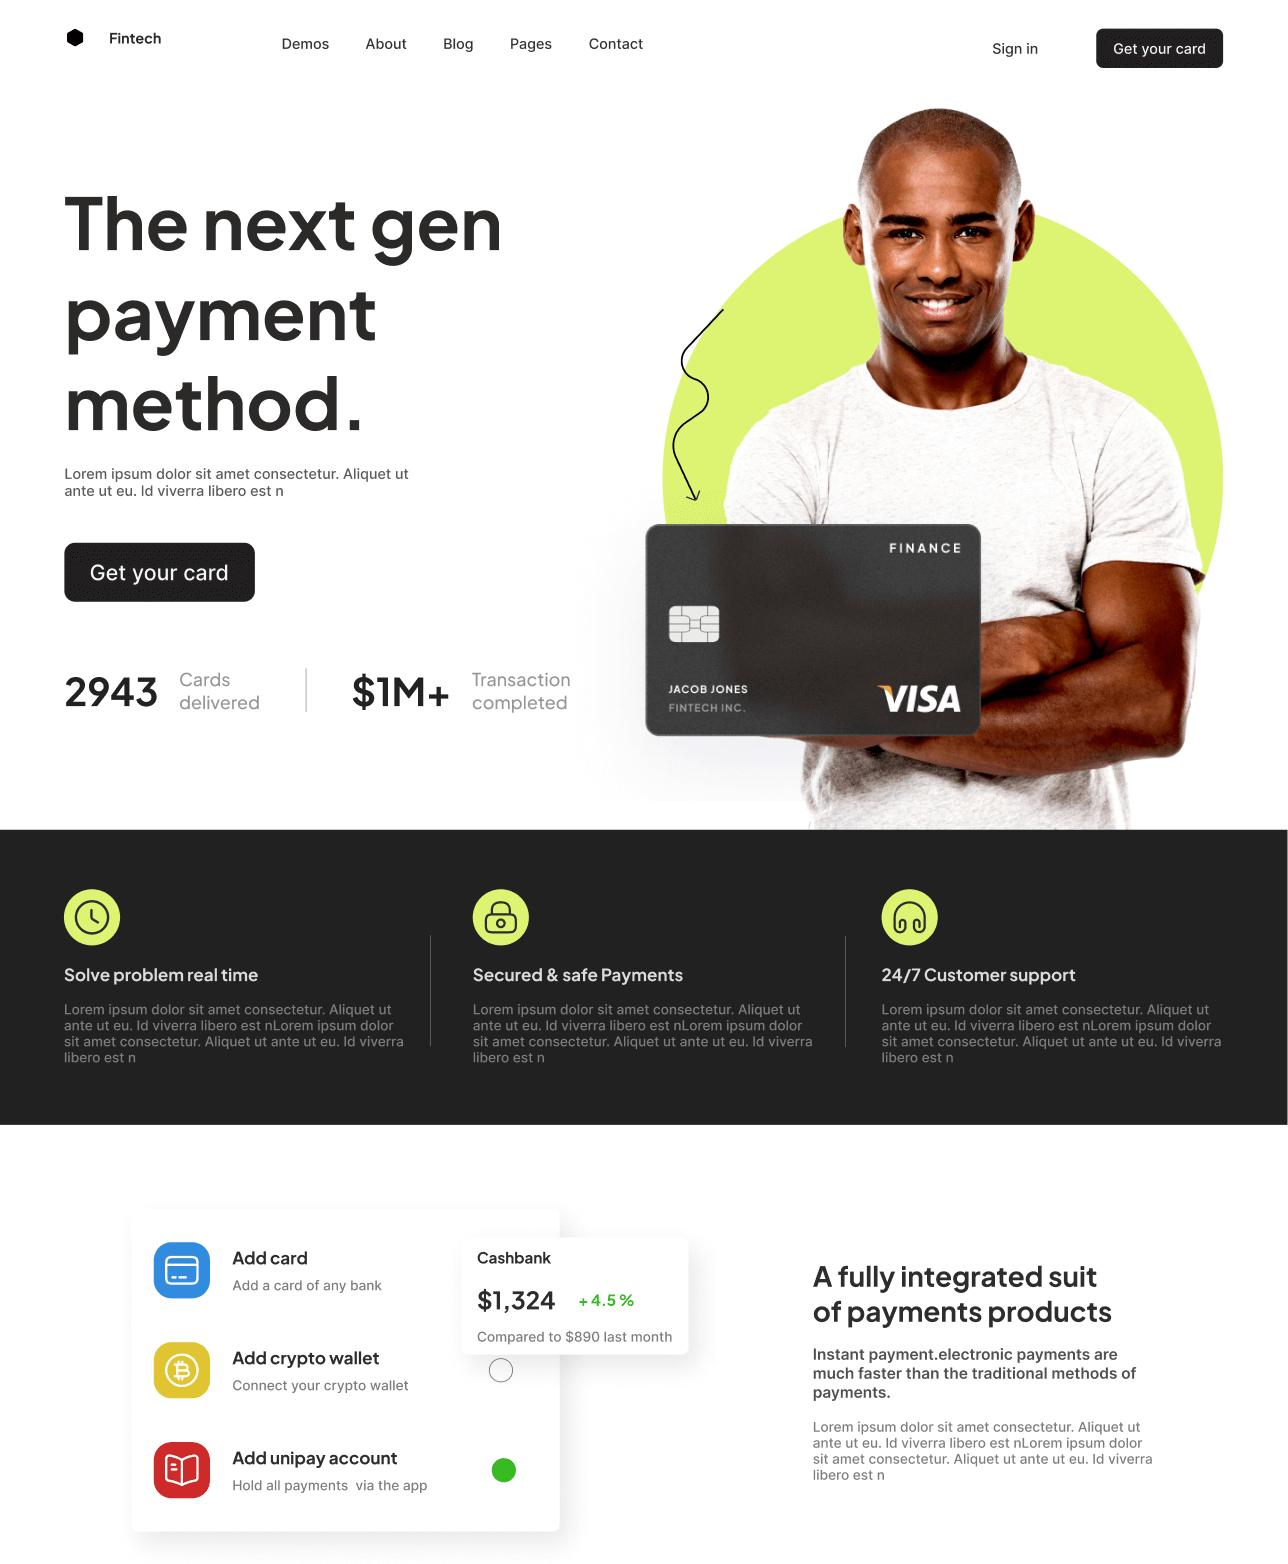 Fintech
Demos
About
Blog
Pages
Contact
Sign in
Get your card
The next gen
payment
method.
Lorem ipsum dolor sit amet consectetur. Aliquet ut
ante ut eu. Id viverra libero est n
Get your card
2943
Cards
delivered
$1M+
Transaction
completed
FINANCE
JACOB JONES
FINTECH INC.
VISA
Solve problem real time
Lorem ipsum dolor sit amet consectetur. Aliquet ut
ante ut eu. Id viverra libero est nLorem ipsum dolor
sit amet consectetur. Aliquet ut ante ut eu. Id viverra
libero est n
Secured & safe Payments
Lorem ipsum dolor sit amet consectetur. Aliquet ut
ante ut eu. Id viverra libero est nLorem ipsum dolor
sit amet consectetur. Aliquet ut ante ut eu. Id viverra
libero est n
24/7 Customer support
Lorem ipsum dolor sit amet consectetur. Aliquet ut
ante ut eu. Id viverra libero est nLorem ipsum dolor
sit amet consectetur. Aliquet ut ante ut eu. Id viverra
libero est n
Add card
Add a card of any bank
Add crypto wallet
Connect your crypto wallet
Add unipay account
Hold all payments  via the app
Cashbank
$1,324
+ 4.5 %
Compared to $890 last month
A fully integrated suit
of payments products
Instant payment.electronic payments are
much faster than the traditional methods of
payments.
Lorem ipsum dolor sit amet consectetur. Aliquet ut
ante ut eu. Id viverra libero est nLorem ipsum dolor
sit amet consectetur. Aliquet ut ante ut eu. Id viverra
libero est n